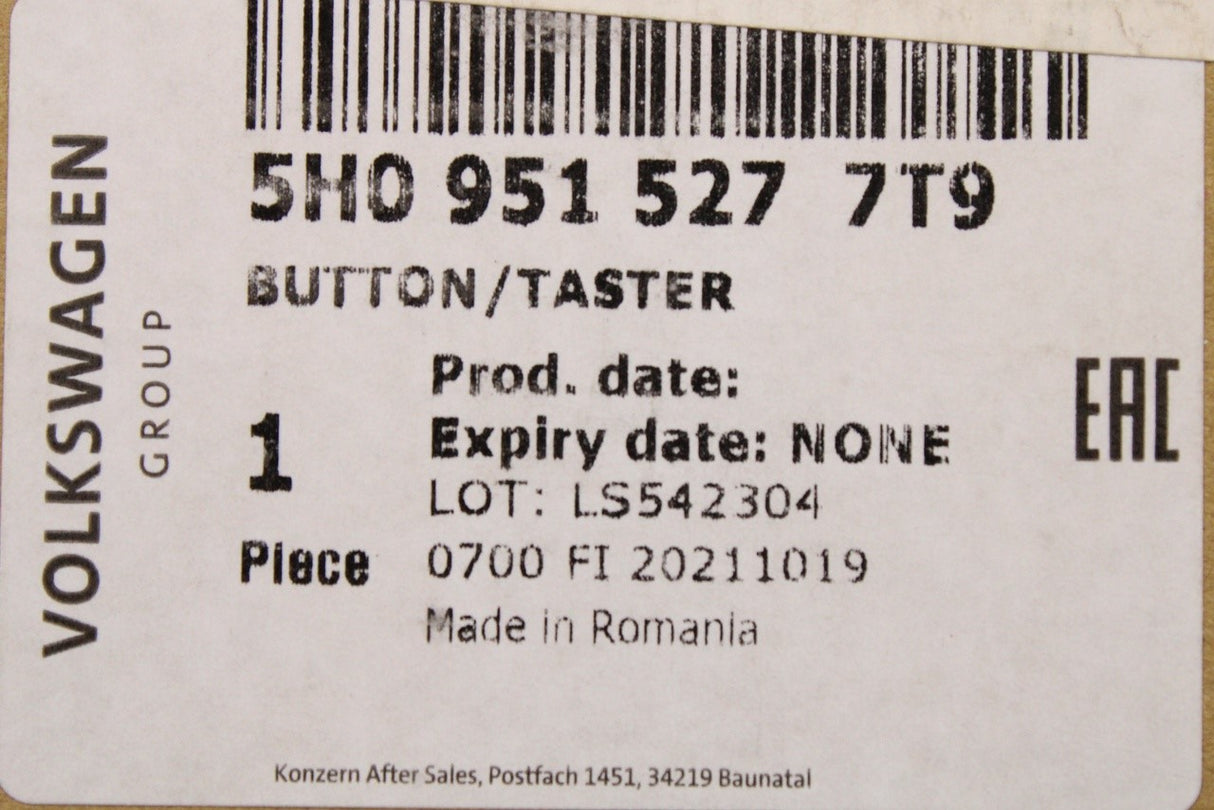 VOLKSWAGEN
GROUP
5H0 951 527 7T9
BUTTON/TASTER
Prod. date:
1
Expiry date: NONE
LOT: LS542304
Piece
0700 FI 20211019
Made in Romania
EAC
Konzern After Sales, Postfach 1451, 34219 Baunatal